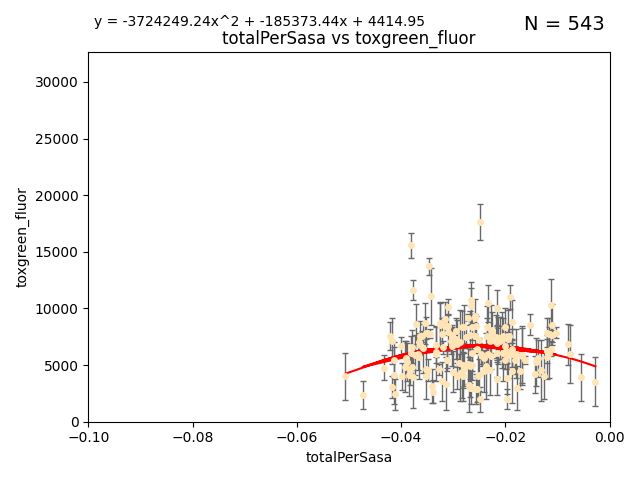 y = -3724249.24x^2 + -185373.44x + 4414.95
N = 543
totalPerSasa vs toxgreen_fluor
30000
25000
20000
15000
10000
5000
0
toxgreen_fluor
−0.10
−0.08
−0.06
−0.04
−0.02
0.00
totalPerSasa